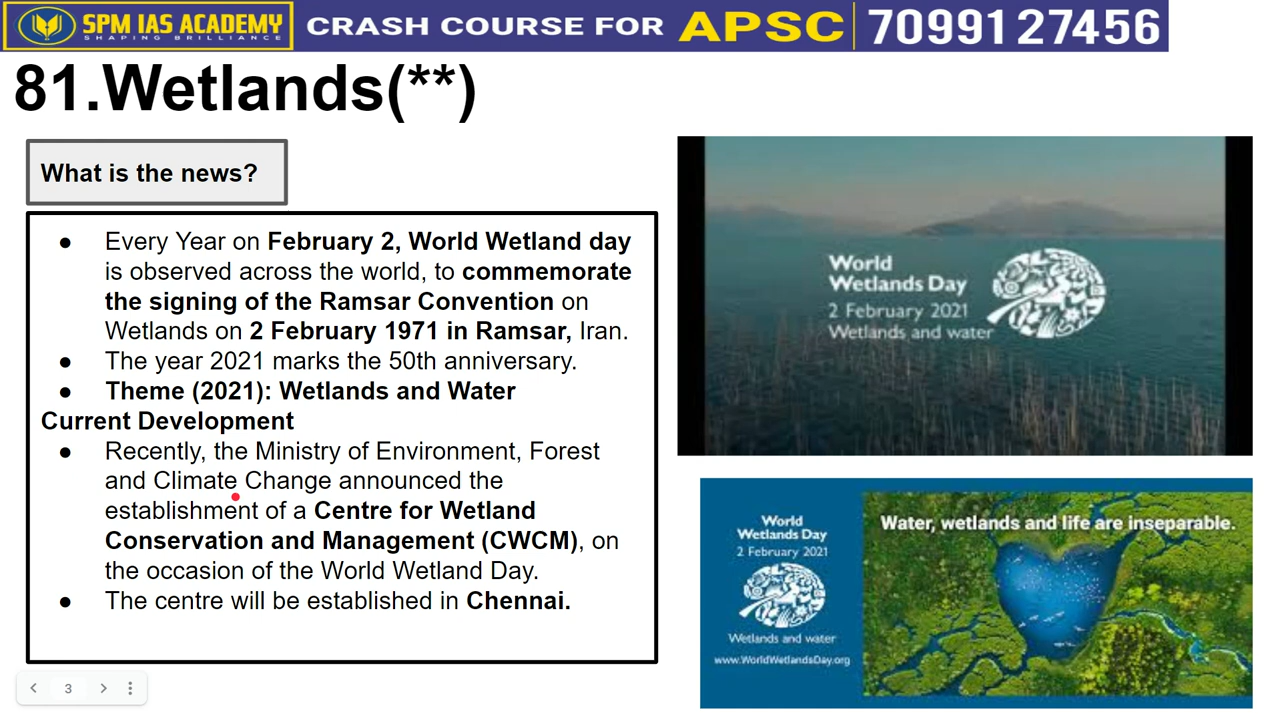 SPM IAS ACADEMY
SHAPING BRILLIANCE
CRASH COURSE FOR APSC 70991 27456
81.Wetlands(**)
What is the news?
● Every Year on February 2, World Wetland day
is observed across the world, to commemorate
the signing of the Ramsar Convention on
Wetlands on 2 February 1971 in Ramsar, Iran.
● The year 2021 marks the 50th anniversary.
● Theme (2021): Wetlands and Water
Current Development
● Recently, the Ministry of Environment, Forest
and Climate Change announced the
establishment of a Centre for Wetland
Conservation and Management (CWCM), on
the occasion of the World Wetland Day.
● The centre will be established in Chennai.
World
Wetlands Day
2 February 2021
Wetlands and water
World
Wetlands Day
2 February 2021
Wetlands and water
www.WorldWetlandsDay.org
Water, wetlands and life are inseparable.
3